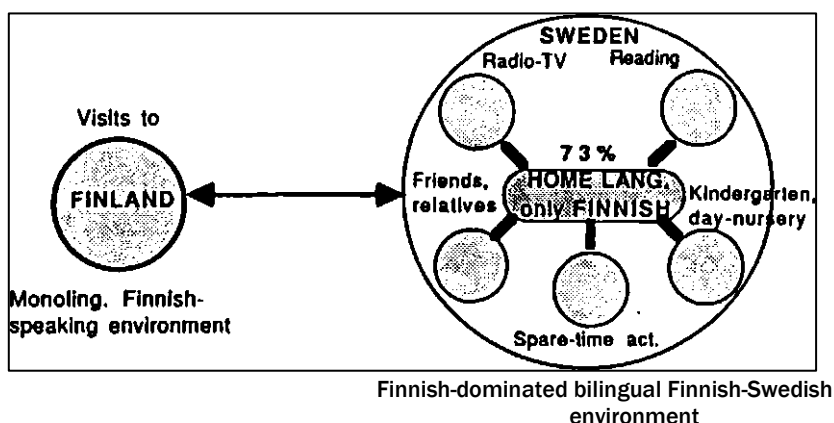 SWEDEN
Radio-TV
Reading
Visits to
FINLAND
73%
HOME LANG.
only FINNISH
Friends,
relatives
Kindergarten,
day-nursery
Monoling. Finnish-
speaking environment
Spare-time act.
Finnish-dominated bilingual Finnish-Swedish
environment